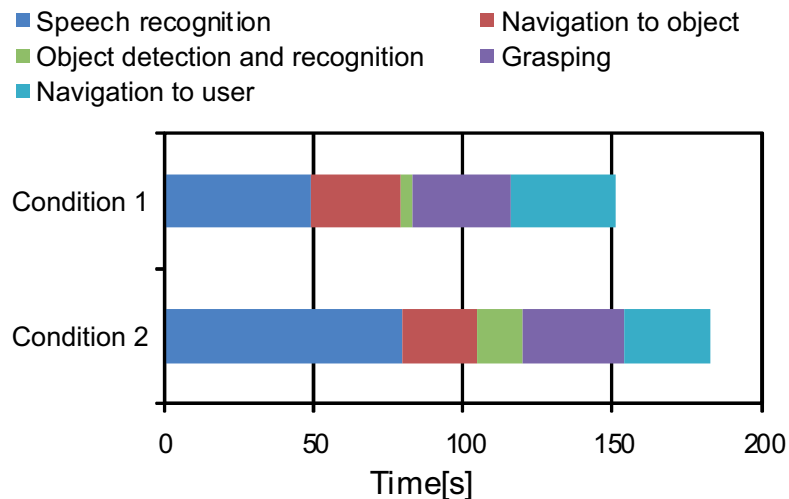 Speech recognition Navigation to object
Object detection and recognition Grasping
Navigation to user
Condition 1
Condition 2
0 50 100 150 200
Time[s]